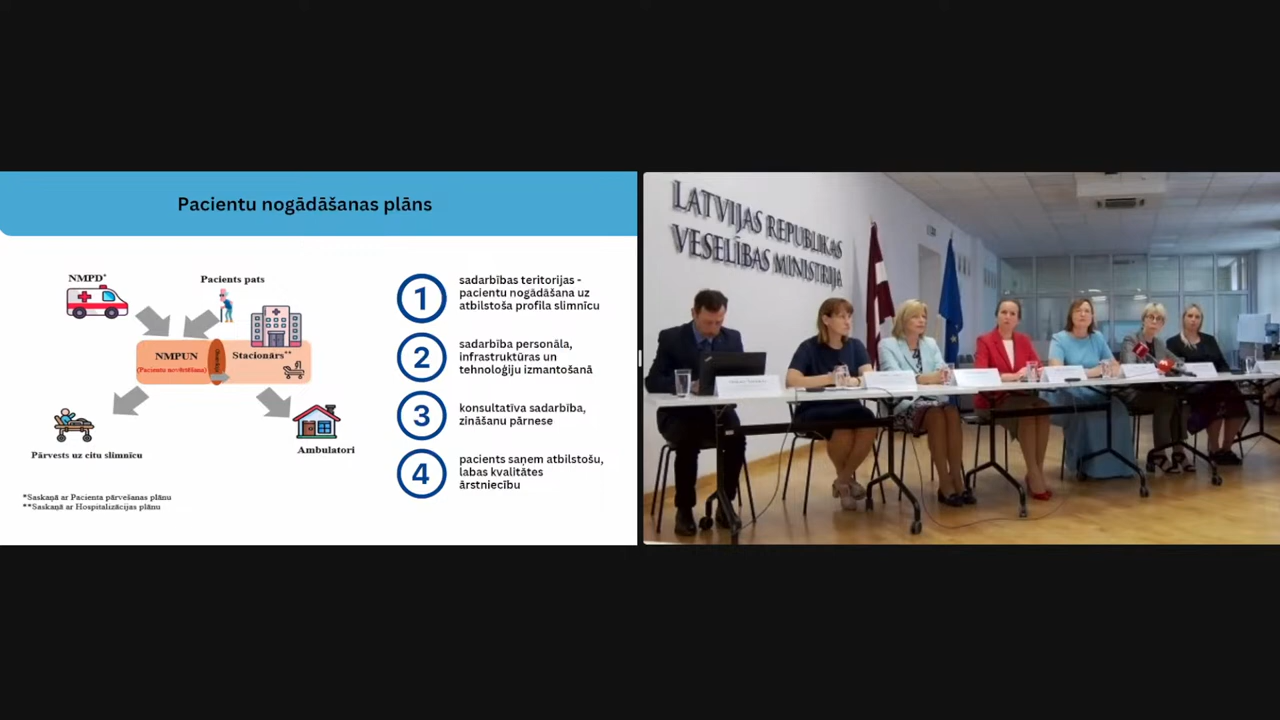 Pacientu nogādāšanas plāns
NMPD*
Pacients pats
NMPUN
(Pacientu novērtēšana)
Stacionārs**
Pārvests uz citu slimnīcu
Ambulatori
*Saskaņā ar Pacienta pārvešanas plānu
**Saskaņā ar Hospitalizācijas plānu
1
sadarbības teritorijas -
pacientu nogādāšana uz
atbilstoša profila slimnīcu
2
sadarbība personāla,
infrastruktūras un
tehnoloģiju izmantošanā
3
konsultatīva sadarbība,
zināšanu pārnese
4
pacients saņem atbilstošu,
labas kvalitātes
ārstniecību
LATVIJAS REPUBLIKAS
VESELĪBAS MINISTRIJA